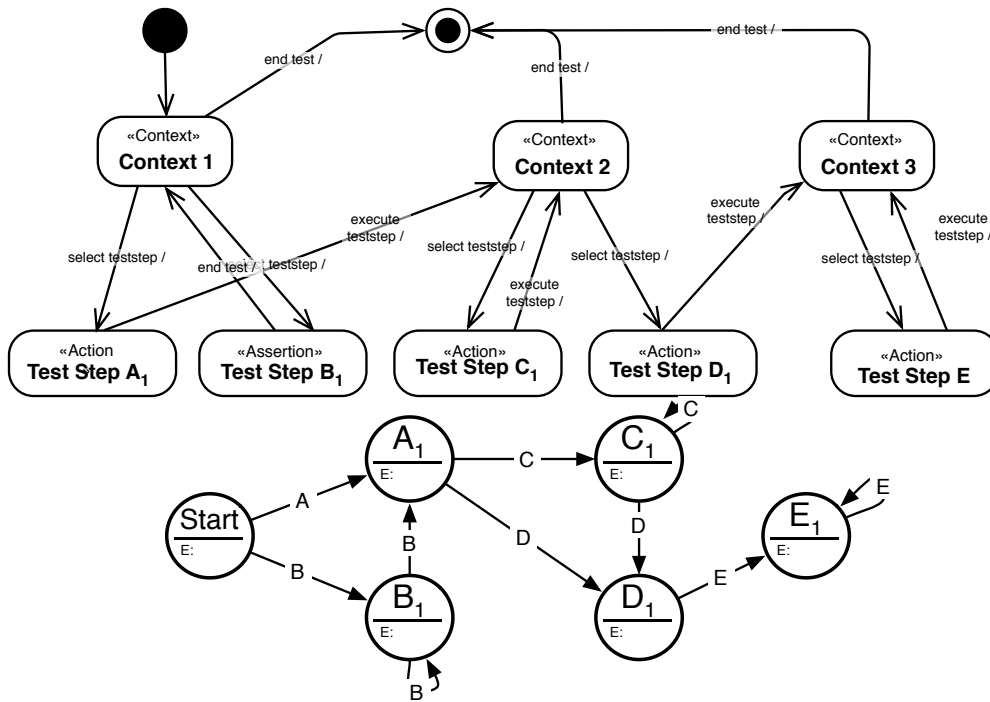 end test /
end test /
end test /
«Context»
Context 1
«Context»
Context 2
«Context»
Context 3
execute
teststep /
execute
teststep /
select teststep /
end test /
select teststep /
select teststep /
select teststep /
select teststep /
execute
teststep /
«Action
Test Step A1
«Assertion»
Test Step B1
«Action»
Test Step C1
«Action»
Test Step D1
«Action»
Test Step E
C
A1
E:
C
C1
E:
A
Start
E:
B
B
D
D
E
E1
E:
E
B1
E:
D1
E:
B